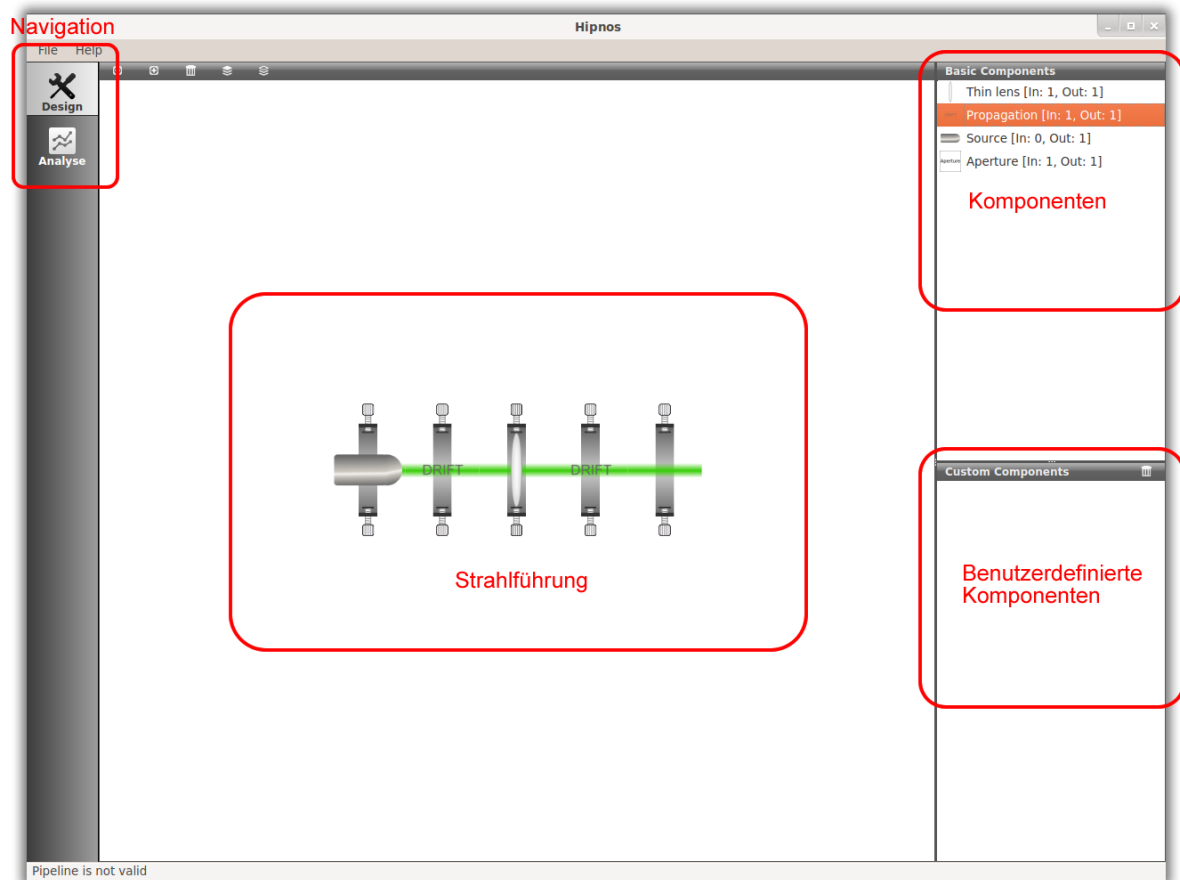 Navigation
Hipnos
File Help
Basic Components
Design
Thin lens [In: 1, Out: 1]
Propagation [In: 1, Out: 1]
Source [In: 0, Out: 1]
Analyse
Aperture
Aperture [In: 1, Out: 1]
Komponenten
DRIFT
DRIFT
Custom Components
Strahlführung
Benutzerdefinierte
Komponenten
Pipeline is not valid